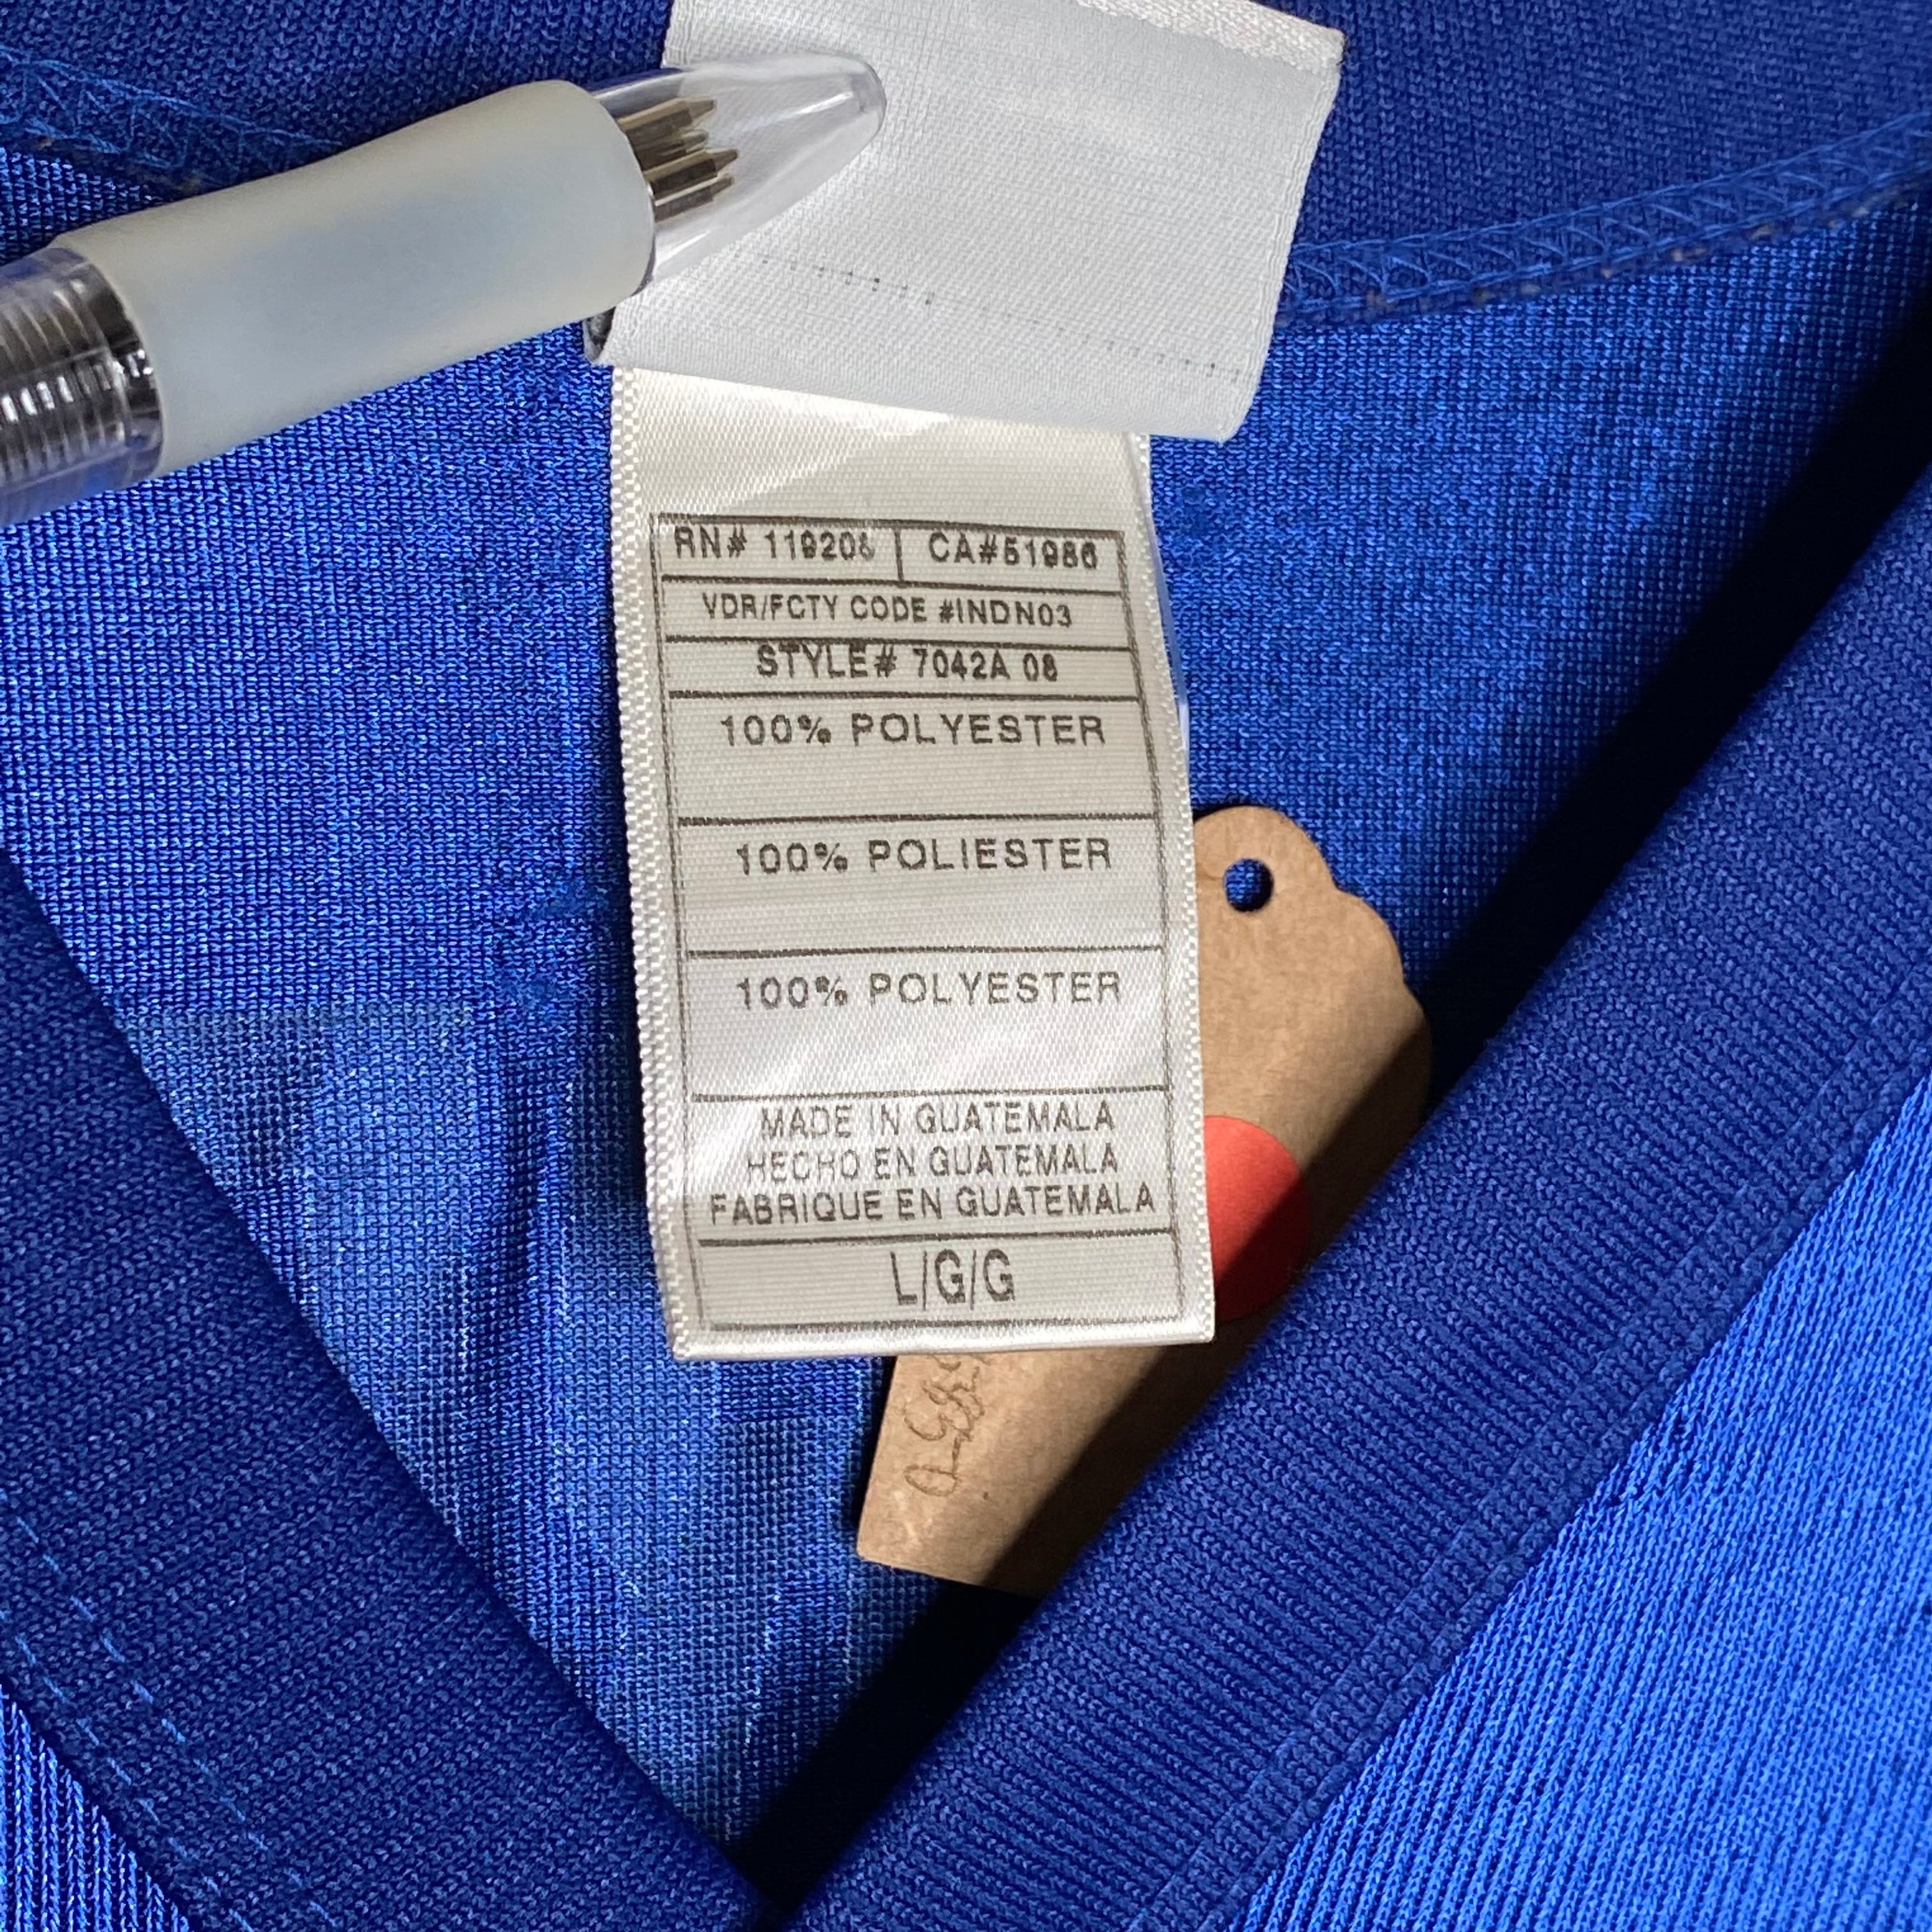 RN# 119208 CA#51986
VDR/FCTY CODE #INDN03
STYLE# 7042A 08
100% POLYESTER
100% POLIESTER
100% POLYESTER
MADE IN GUATEMALA
HECHO EN GUATEMALA
FABRIQUE EN GUATEMALA
L/G/G